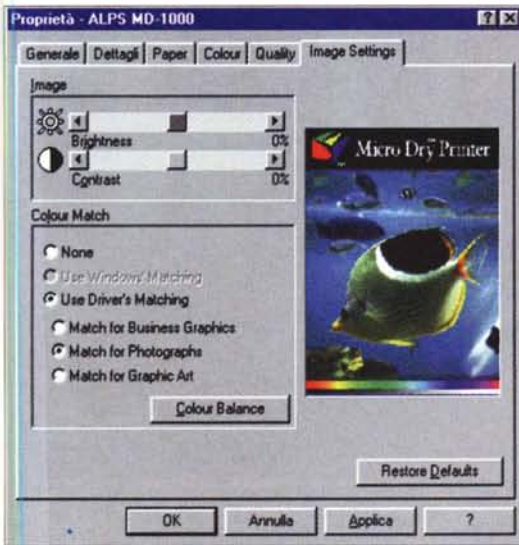 Proprietà - ALPS MD-1000
? X
Generale Dettagli Paper Colour Quality Image Settings
Image
Brightness 0%
Contrast 0%
Micro Dry Printer
Colour Match
None
Use Windows' Matching
Use Driver's Matching
Match for Business Graphics
Match for Photographs
Match for Graphic Art
Colour Balance
Restore Defaults
OK Annulla Applica ?